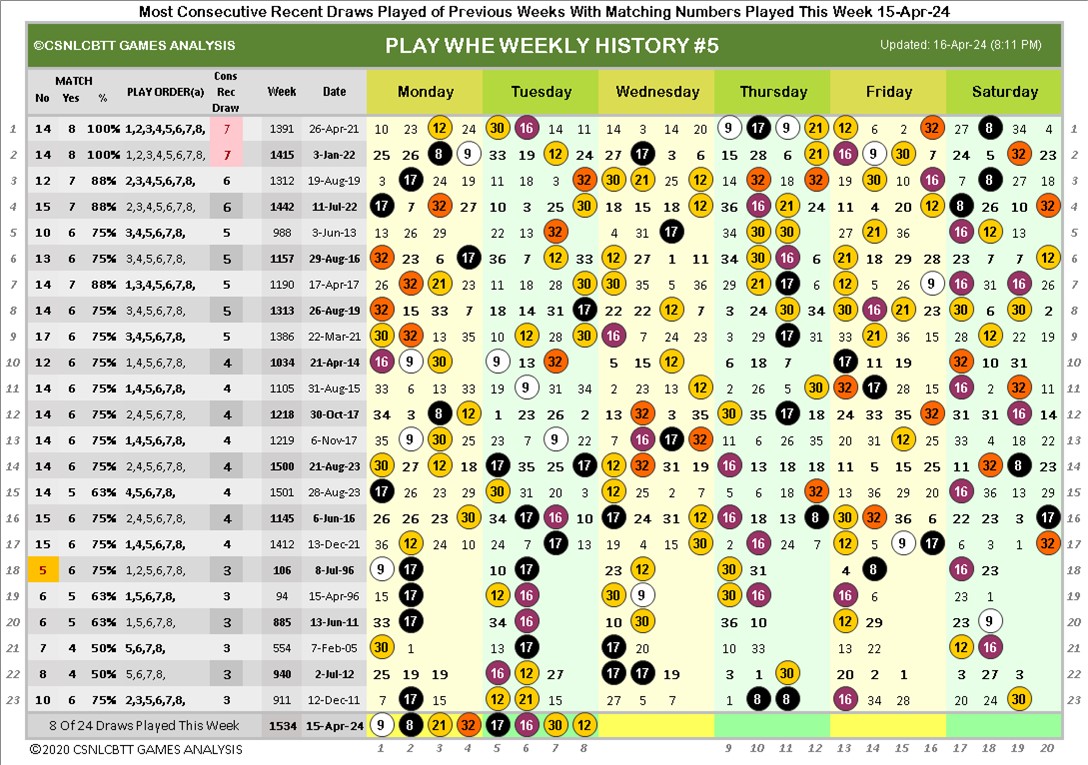 Most Consecutive Recent Draws Played of Previous Weeks With Matching Numbers Played This Week 15-Apr-24
©CSNLCBTT GAMES ANALYSIS PLAY WHE WEEKLY HISTORY #5 Updated: 16-Apr-24 (8:11 PM)
No MATCH Yes % PLAY ORDER(a) Cons Rec Draw Week Date Monday Tuesday Wednesday Thursday Friday Saturday
1 14 8 100% 1,2,3,4,5,6,7,8, 7 1391 26-Apr-21 10 23 12 24 30 16 14 11 14 3 14 20 9 17 9 21 12 6 2 32 27 8 34 4 1
2 14 8 100% 1,2,3,4,5,6,7,8, 7 1415 3-Jan-22 25 26 8 9 33 19 12 24 27 17 3 6 15 28 6 21 16 9 30 7 24 5 32 23 2
3 12 7 88% 2,3,4,5,6,7,8, 6 1312 19-Aug-19 3 17 24 19 11 18 3 32 30 21 25 12 14 32 18 32 19 30 10 16 7 8 27 18 3
4 15 7 88% 2,3,4,5,6,7,8, 6 1442 11-Jul-22 17 7 32 27 10 3 25 30 18 15 18 12 36 16 21 24 11 4 20 12 8 26 10 32 4
5 10 6 75% 3,4,5,6,7,8, 5 988 3-Jun-13 13 26 29 22 13 32 4 31 17 34 30 30 27 21 36 16 12 13 5
6 13 6 75% 3,4,5,6,7,8, 5 1157 29-Aug-16 32 23 6 17 36 7 12 33 12 27 1 11 34 30 16 6 21 18 29 28 23 7 7 12 6
7 14 7 88% 1,3,4,5,6,7,8, 5 1190 17-Apr-17 26 32 21 23 11 18 28 30 30 35 5 36 29 21 17 7 12 5 26 9 16 31 16 26 7
8 14 6 75% 3,4,5,6,7,8, 5 1313 26-Aug-19 32 15 33 7 18 14 31 17 22 22 12 7 3 24 30 34 30 16 21 23 30 6 30 2 8
9 17 6 75% 3,4,5,6,7,8, 5 1386 22-Mar-21 30 32 13 35 10 12 28 30 16 7 24 23 3 29 17 31 33 21 36 15 22 12 29 19 9
10 12 6 75% 1,4,5,6,7,8, 4 1034 21-Apr-14 16 9 30 9 13 32 5 15 12 6 18 7 17 11 19 32 10 31 10
11 14 6 75% 1,4,5,6,7,8, 4 1105 31-Aug-15 33 6 11 33 19 9 31 34 2 23 13 12 2 26 5 30 32 17 28 15 16 2 32 11 11
12 14 6 75% 2,4,5,6,7,8, 4 1218 30-Oct-17 34 3 8 12 1 23 26 2 13 32 3 35 30 35 17 18 24 33 35 32 31 31 16 14 12
13 14 6 75% 1,4,5,6,7,8, 4 1219 6-Nov-17 35 9 30 25 23 7 9 22 7 16 17 32 11 6 26 35 20 31 12 25 33 4 18 22 13
14 14 6 75% 2,4,5,6,7,8, 4 1500 21-Aug-23 30 27 12 18 17 35 25 17 12 32 31 19 16 13 18 18 11 5 14 15 11 32 8 23 14
15 14 5 63% 4,5,6,7,8, 4 1501 28-Aug-23 17 26 23 29 30 31 20 3 12 25 2 7 5 6 18 32 13 36 29 20 16 36 13 29 15
16 15 6 75% 2,4,5,6,7,8, 4 1145 6-Jun-16 26 26 23 30 34 17 16 10 17 24 31 12 16 18 13 8 30 32 36 6 22 23 3 17 16
17 15 6 75% 1,4,5,6,7,8, 4 1412 13-Dec-21 36 12 24 10 24 7 17 13 17 4 15 30 2 16 24 7 12 5 9 17 6 3 1 32 17
18 5 6 75% 1,2,5,6,7,8, 3 106 8-Jul-96 9 17 10 17 23 12 30 31 4 8 16 23 18
19 6 5 63% 1,5,6,7,8, 3 94 15-Apr-96 15 17 12 16 30 9 30 16 16 6 23 1 19
20 6 5 63% 1,5,6,7,8, 3 885 13-Jun-11 33 17 34 16 10 30 36 10 12 29 23 9 20
21 7 4 50% 5,6,7,8, 3 554 7-Feb-05 30 1 13 17 17 20 10 33 13 22 12 16 21
22 8 4 50% 5,6,7,8, 3 940 2-Jul-12 25 19 19 16 12 27 17 17 19 3 1 30 20 2 1 3 27 3 22
23 10 6 75% 2,3,5,6,7,8, 3 911 12-Dec-11 7 17 15 12 21 15 27 5 7 1 8 8 16 34 28 20 24 30 23
8 Of 24 Draws Played This Week 1534 15-Apr-24 9 8 21 32 17 16 30 12
©2020 CSNLCBTT GAMES ANALYSIS 1 2 3 4 5 6 7 8 9 10 11 12 13 14 15 16 17 18 19 20